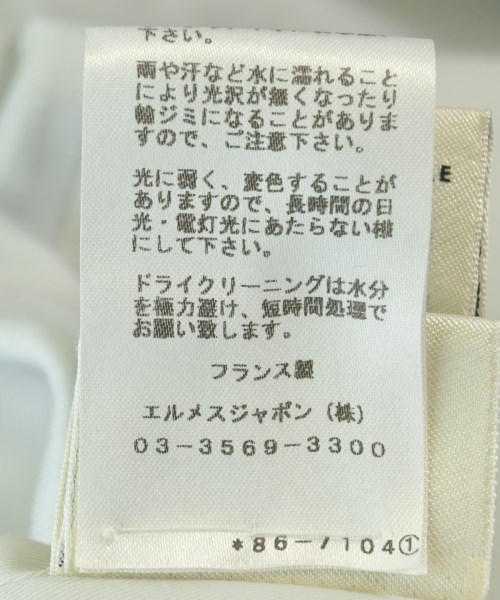 下さい。
雨や汗など水に濡れること
により光沢が無くなったり
輪ジミになることがありま
すので、ご注意下さい。
光に弱く、変色することが
ありますので、長時間の日
光・電灯光にあたらない様
にして下さい。
ドライクリーニングは水分
を極力避け、短時間処理で
お願い致します。
フランス製
エルメスジャポン（株）
03-3569-3300
*86-7104①
E